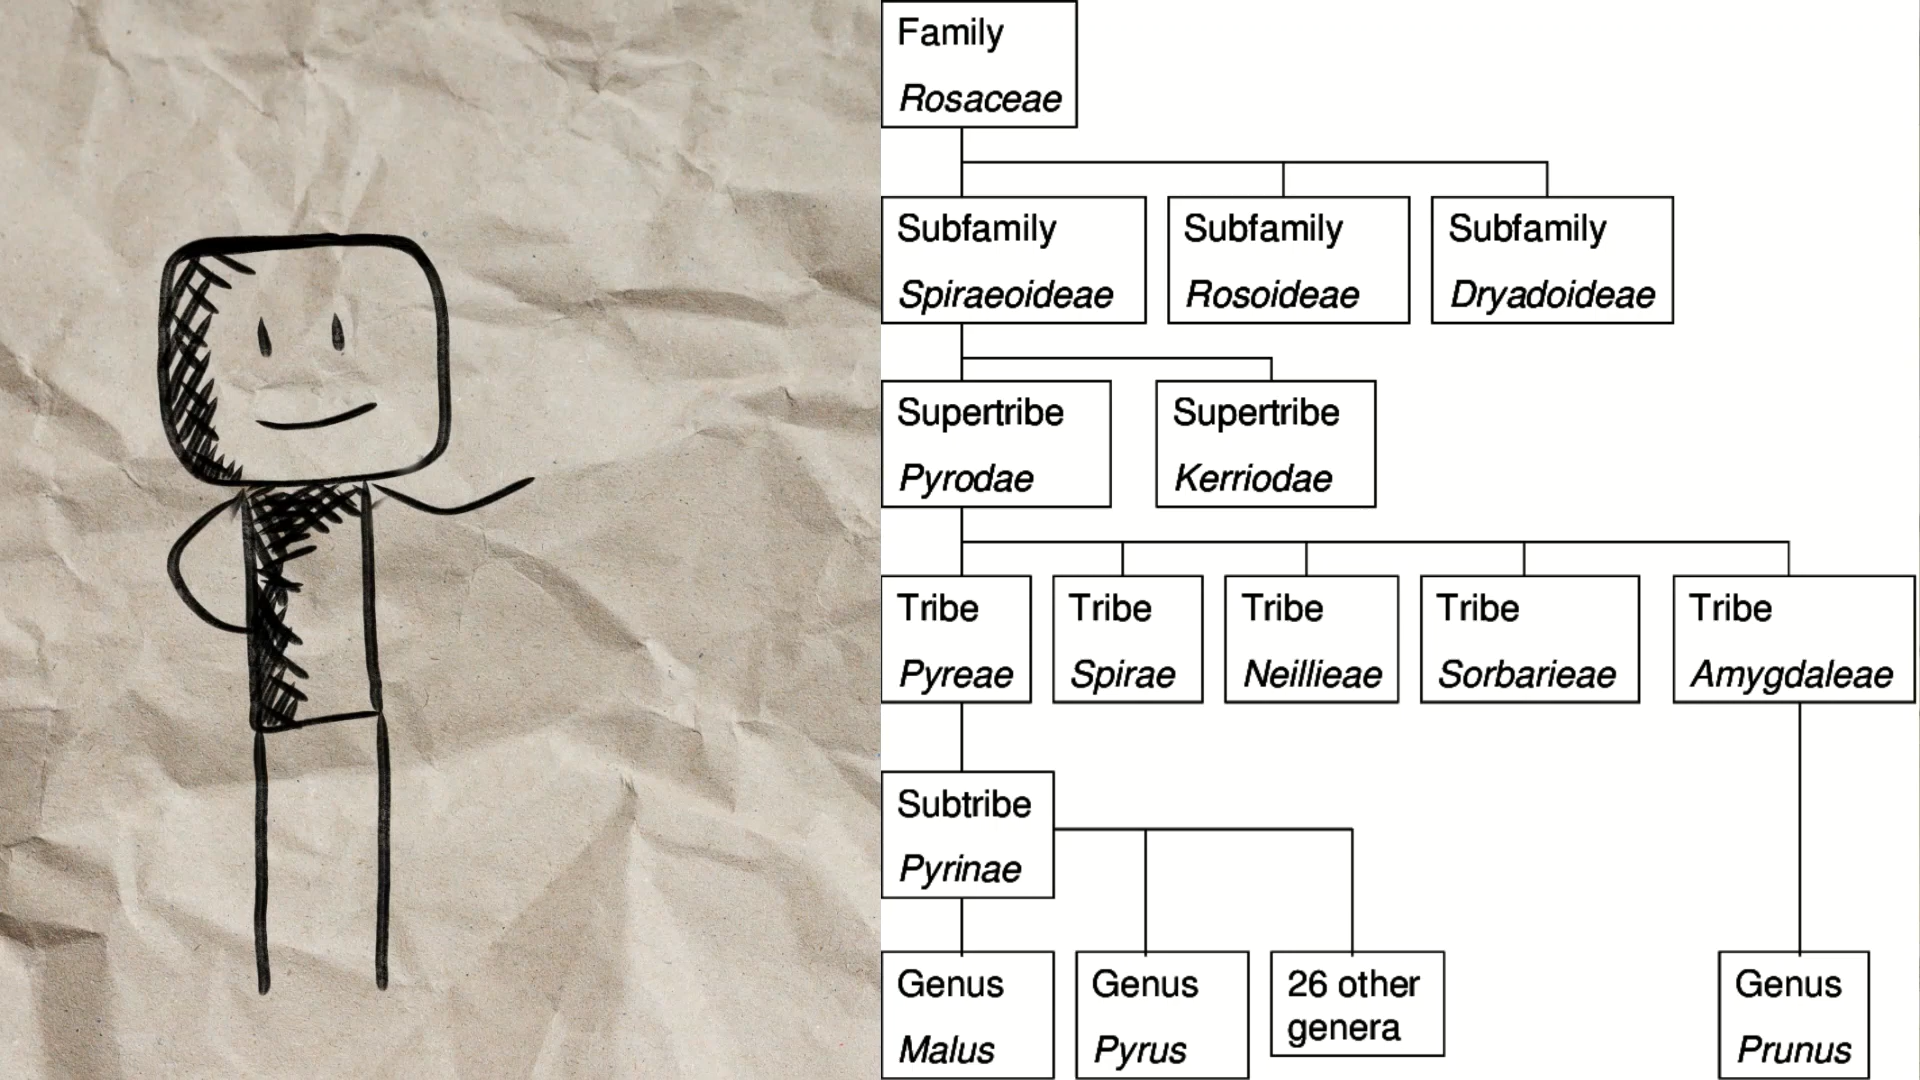 Family
Rosaceae
Subfamily
Spiraeoideae
Subfamily
Rosoideae
Subfamily
Dryadoideae
Supertribe
Pyrodae
Supertribe
Kerriodae
Tribe
Pyreae
Tribe
Spirae
Tribe
Neillieae
Tribe
Sorbarieae
Tribe
Amygdaleae
Subtribe
Pyrinae
Genus
Malus
Genus
Pyrus
26 other
genera
Genus
Prunus